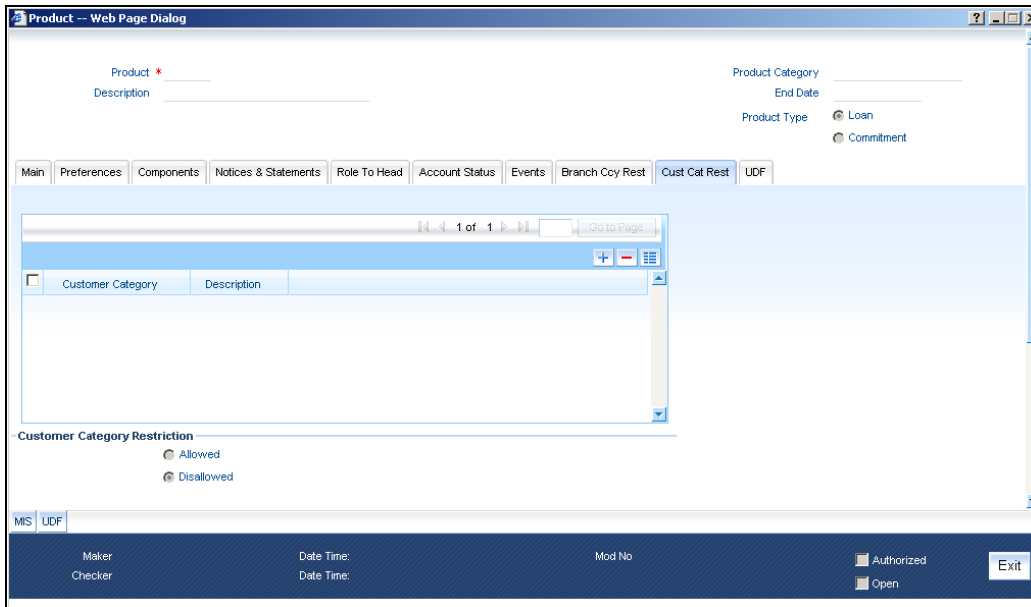 Product -- Web Page Dialog
Product *
Product Category
Description
End Date
Product Type
Loan
Commitment
Main
Preferences
Components
Notices & Statements
Role To Head
Account Status
Events
Branch Ccy Rest
Cust Cat Rest
UDF
1 of 1
Go to Page
Customer Category
Description
Customer Category Restriction
Allowed
Disallowed
MIS
UDF
Maker
Date Time:
Mod No
Authorized
Checker
Date Time:
Open
Exit